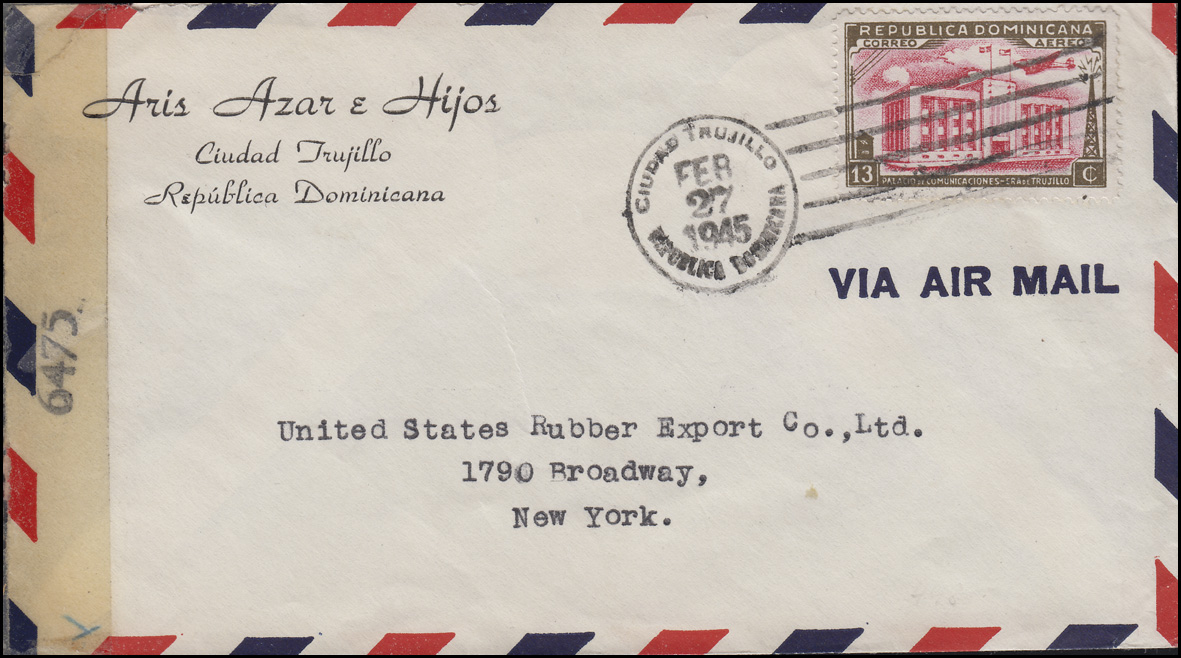 Aris Azar e Hijos
Ciudad Trujillo
República Dominicana
REPUBLICA DOMINICANA
CORREO AEREO
13 PALACIO DE COMUNICACIONES-ERA DE TRUJILLO ¢
CIUDAD TRUJILLO
FEB
27
1945
REPUBLICA DOMINICANA
VIA AIR MAIL
6475
United States Rubber Export Co.,Ltd.
1790 Broadway,
New York.